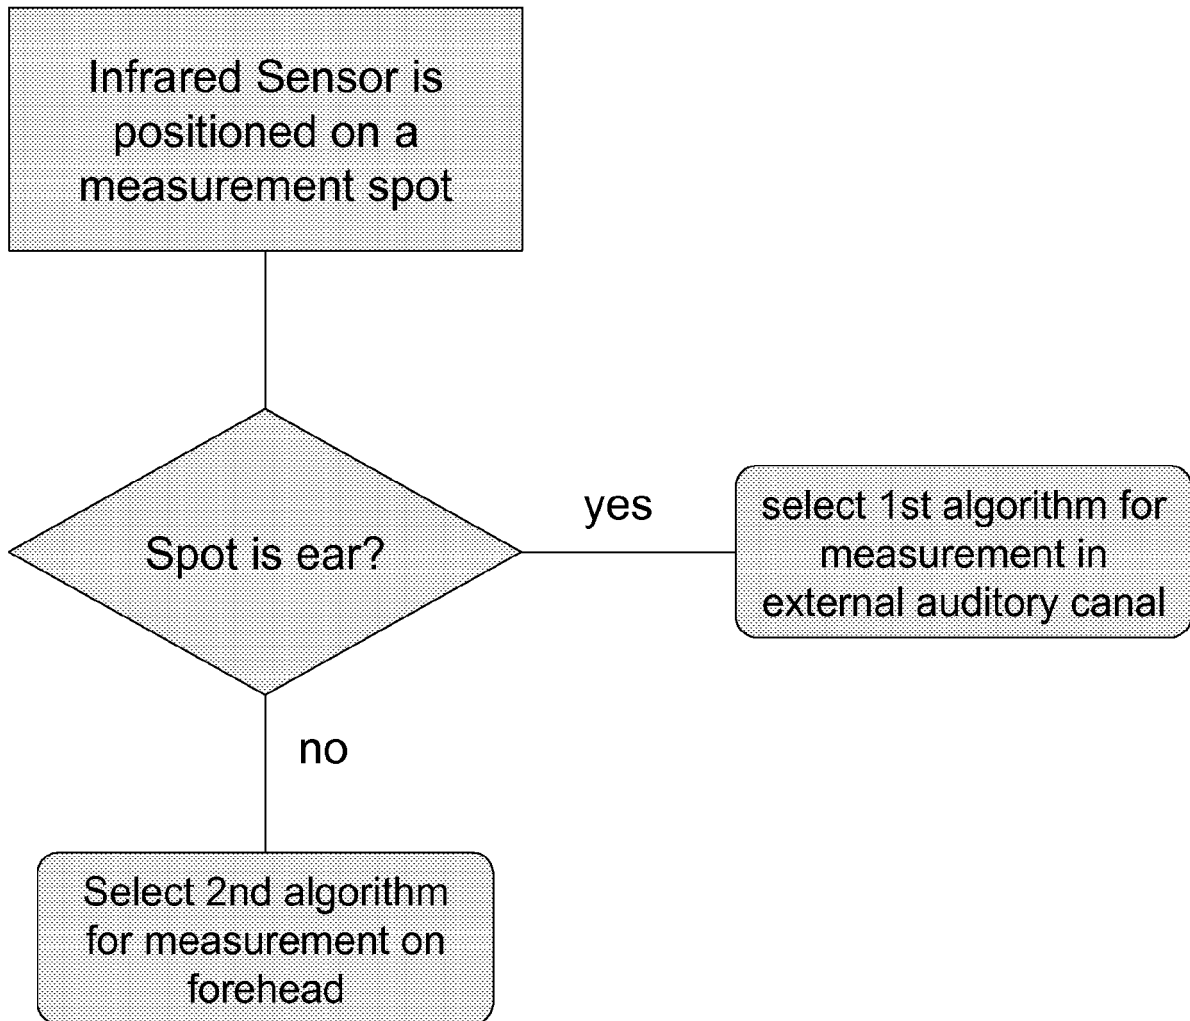 Infrared Sensor is
positioned on a
measurement spot
Spot is ear?
yes
select 1st algorithm for
measurement in
external auditory canal
no
Select 2nd algorithm
for measurement on
forehead